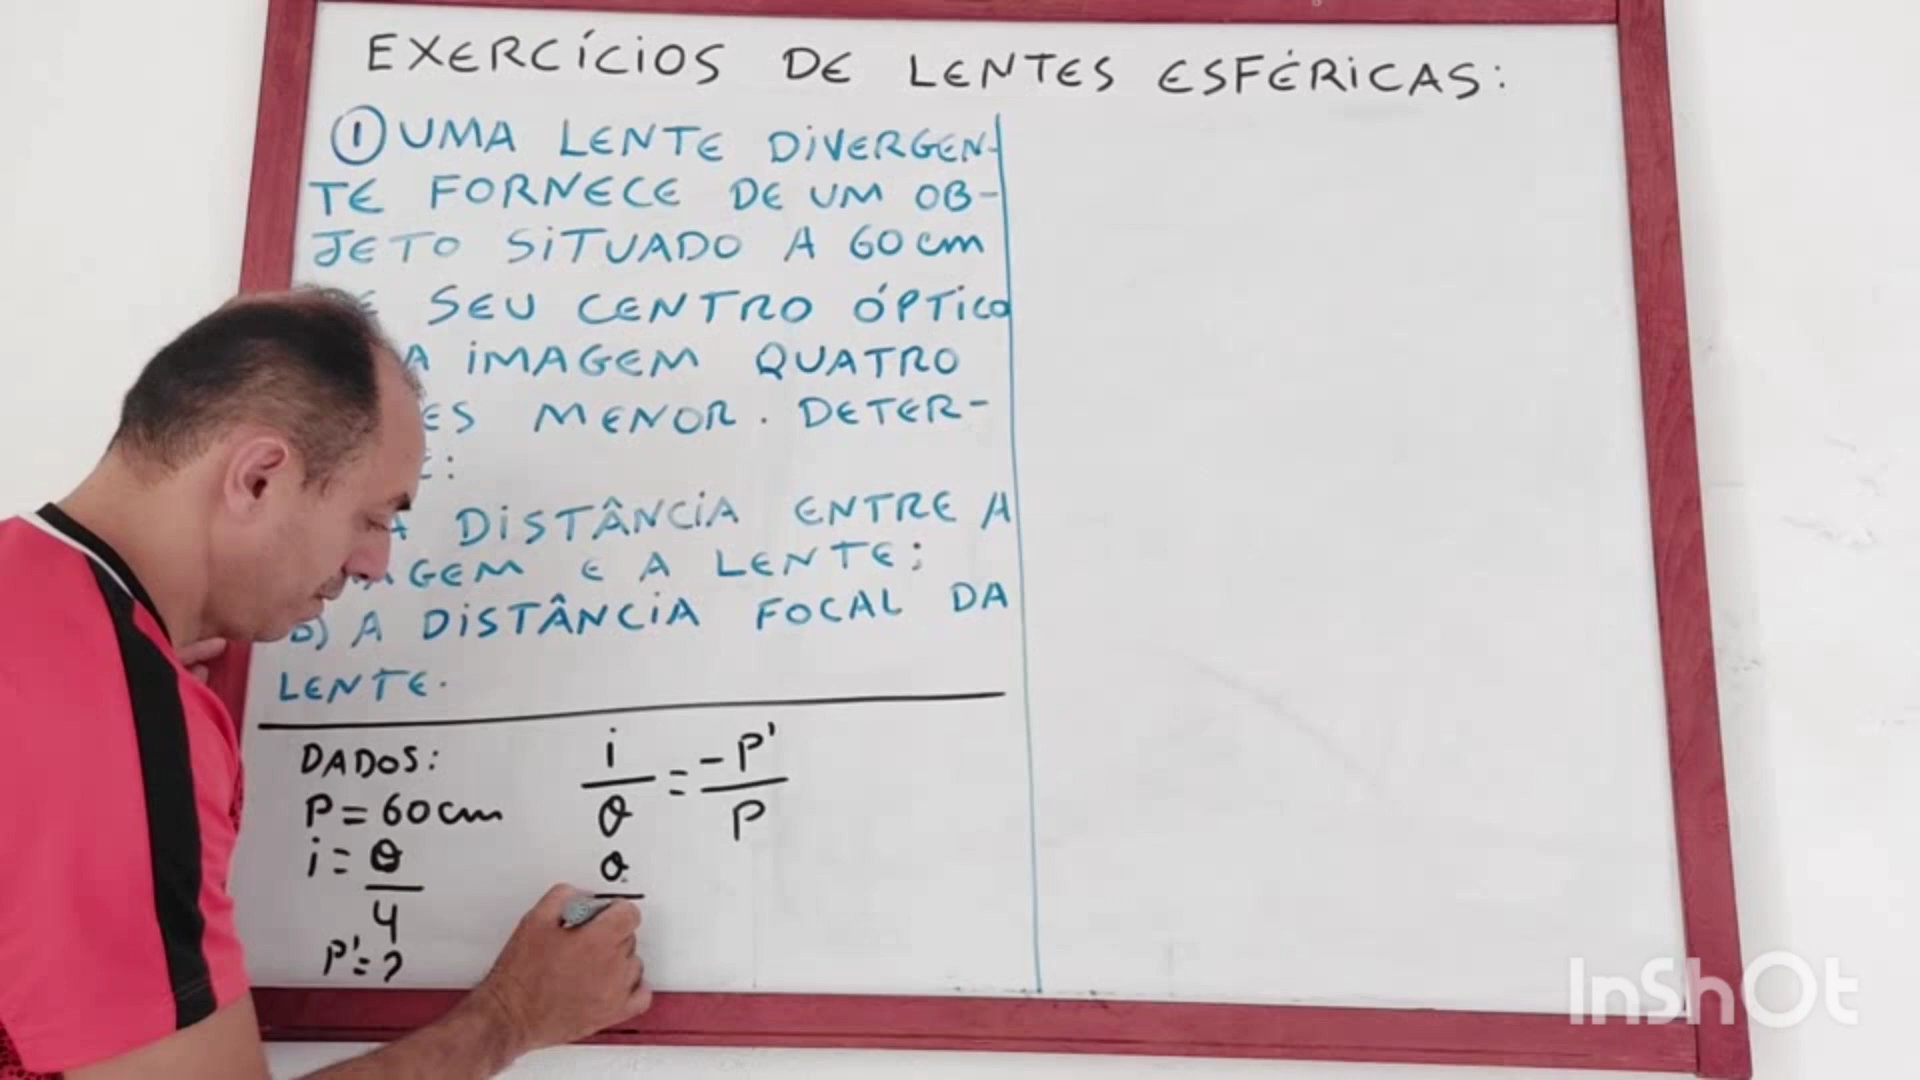 EXERCÍCIOS DE LENTES ESFÉRICAS:
① UMA LENTE DIVERGEN-
TE FORNECE DE UM OB-
JETO SITUADO A 60 cm
SEU CENTRO ÓPTICO
IMAGEM QUATRO
MENOR. DETER-
:
A DISTÂNCIA ENTRE A
E A LENTE;
b) A DISTÂNCIA FOCAL DA
LENTE.
DADOS:
P = 60 cm
i = o/4
P' = ?
i/o = -P'/P
o
InShOt